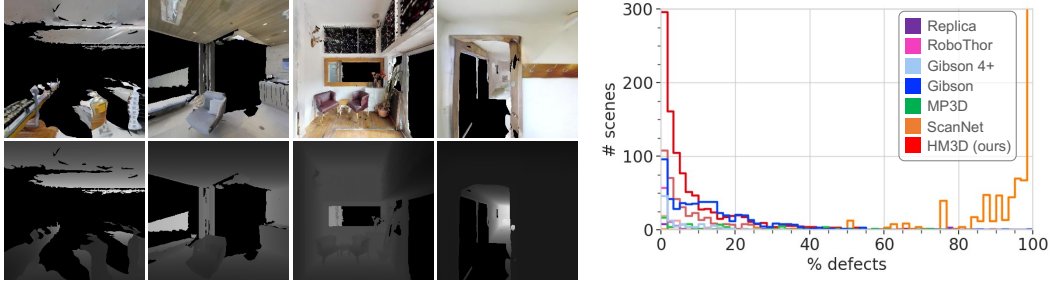 300
200
100
0
# scenes
Replica
RoboThor
Gibson 4+
Gibson
MP3D
ScanNet
HM3D (ours)
0 20 40 60 80 100
% defects